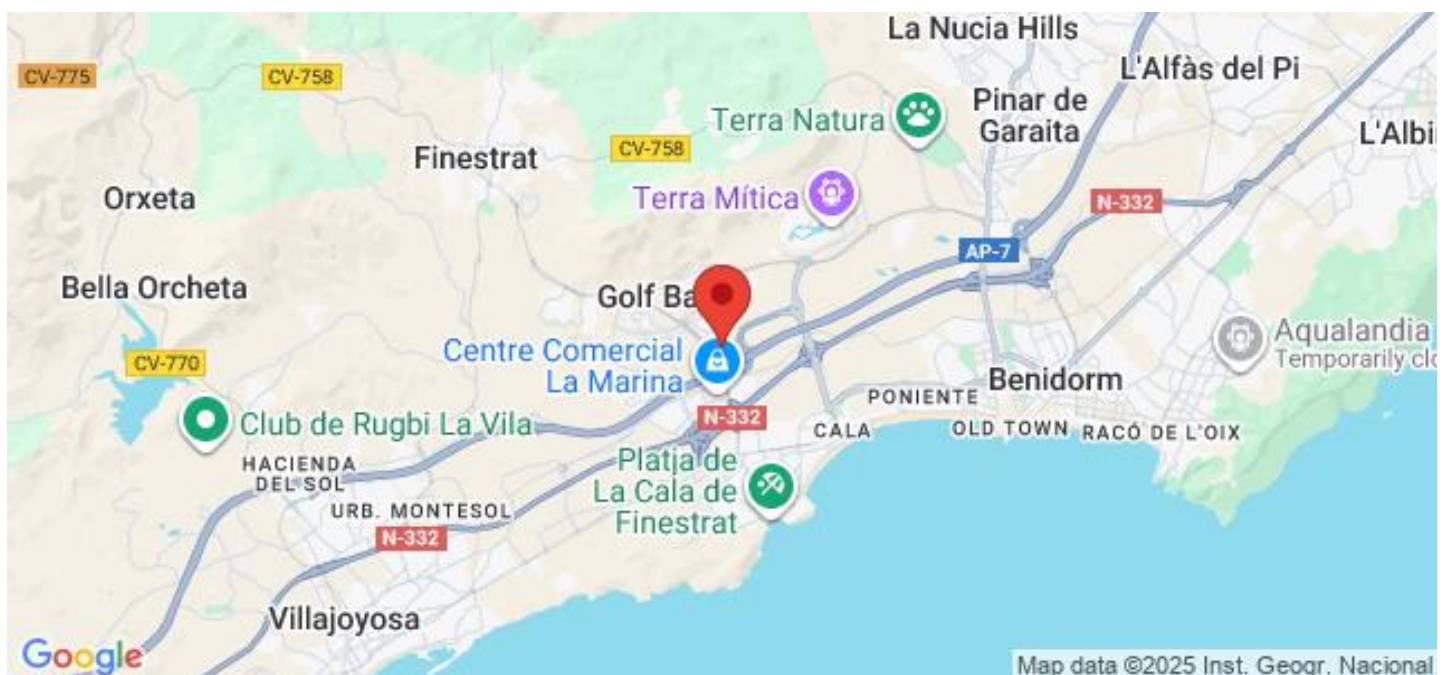 La Nucia Hills
CV-775
CV-758
L'Alfàs del Pi
Pinar de
Garaita
Terra Natura
L'Albi
Finestrat
CV-758
Orxeta
Terra Mítica
N-332
AP-7
Bella Orcheta
Golf Ba
Centre Comercial
La Marina
Aqualandia
Temporarily clo
CV-770
Benidorm
PONIENTE
N-332
Club de Rugbi La Vila
CALA
OLD TOWN
RACÓ DE L'OIX
HACIENDA
DEL SOL
Platja de
La Cala de
Finestrat
URB. MONTESOL
N-332
Villajoyosa
Google
Map data ©2025 Inst. Geogr. Nacional